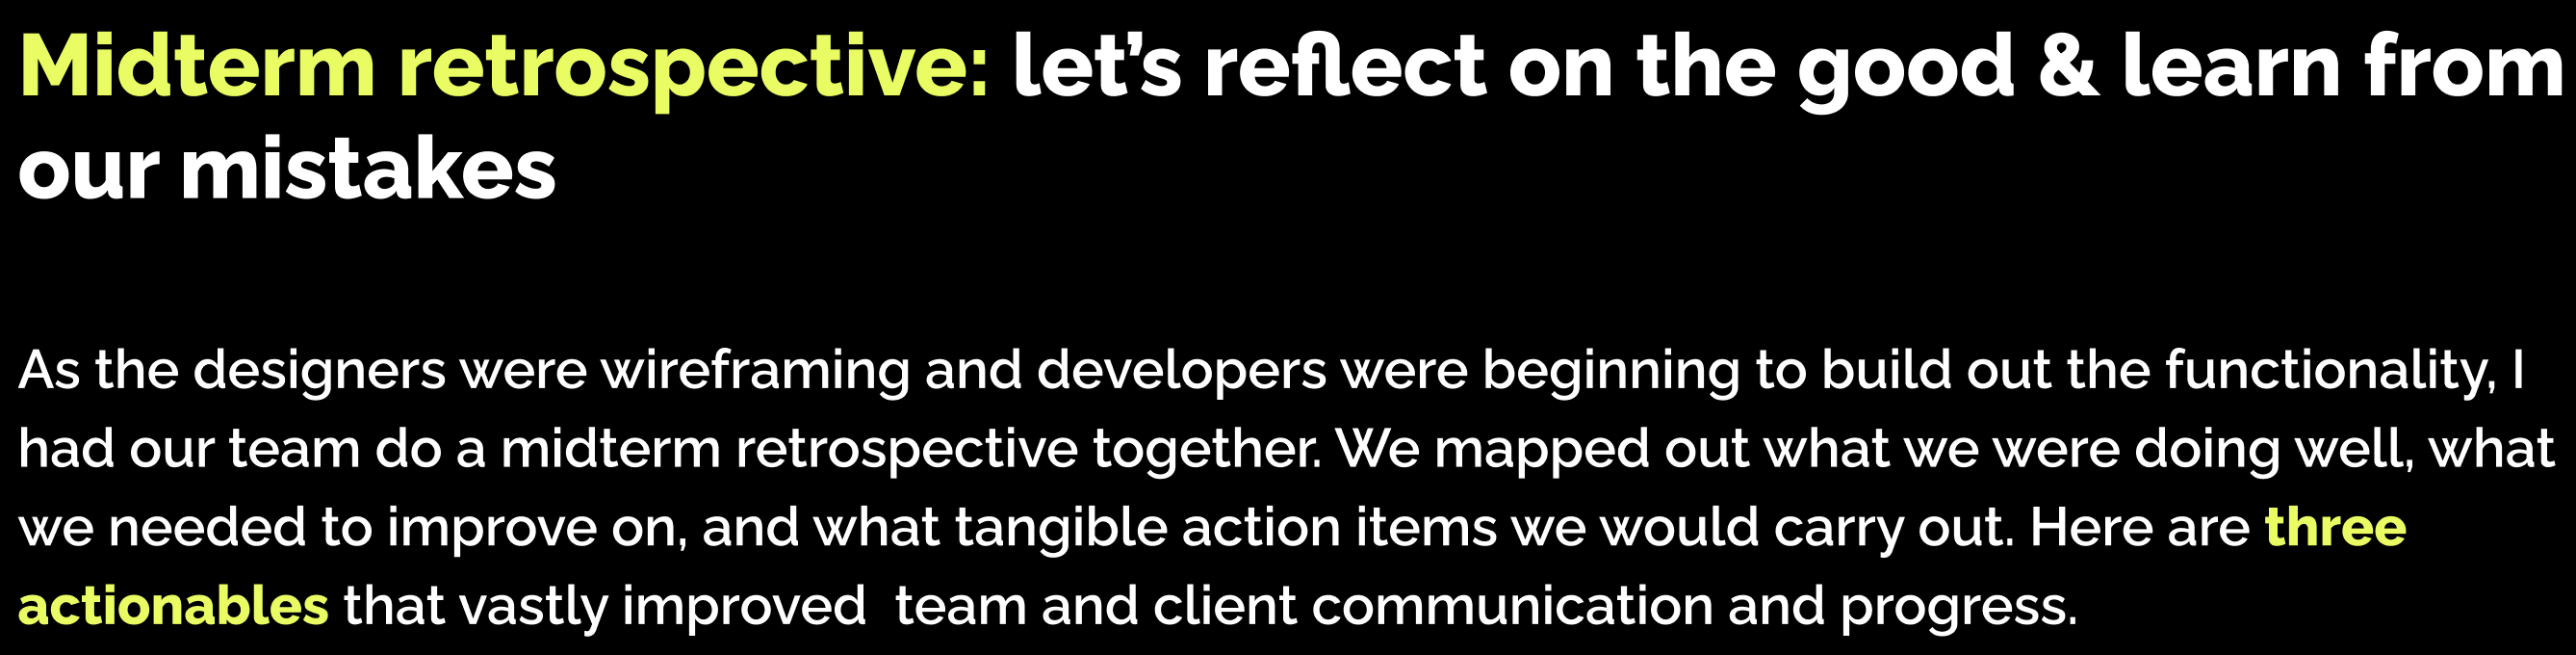 Midterm retrospective: let’s reflect on the good & learn from
our mistakes
As the designers were wireframing and developers were beginning to build out the functionality, I
had our team do a midterm retrospective together. We mapped out what we were doing well, what
we needed to improve on, and what tangible action items we would carry out. Here are three
actionables that vastly improved  team and client communication and progress.